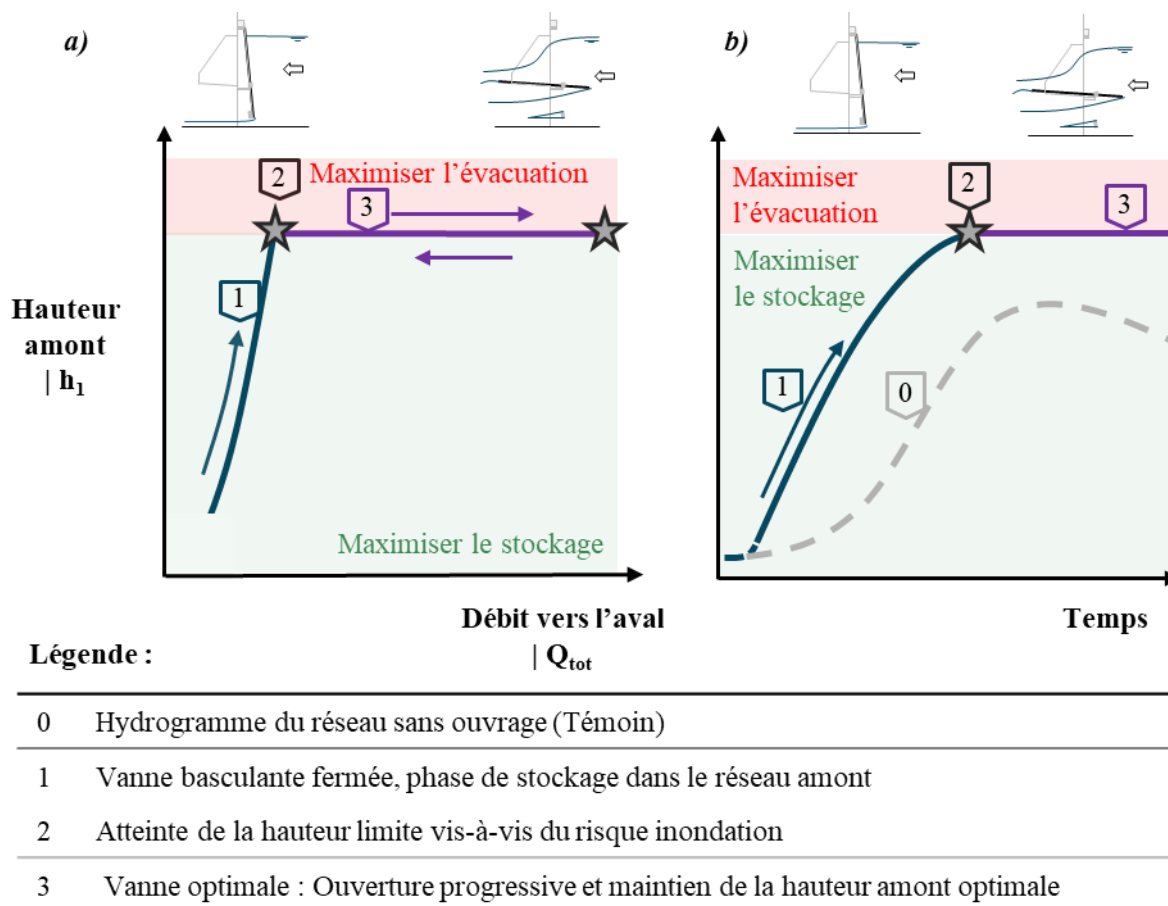 a)
b)
2
Maximiser l'évacuation
3
1
Hauteur
amont
| h₁
Maximiser le stockage
Débit vers l'aval
| Qtot
Maximiser
l'évacuation
2
3
Maximiser
le stockage
1
0
Temps
Légende :
0 Hydrogramme du réseau sans ouvrage (Témoin)
1 Vanne basculante fermée, phase de stockage dans le réseau amont
2 Atteinte de la hauteur limite vis-à-vis du risque inondation
3 Vanne optimale : Ouverture progressive et maintien de la hauteur amont optimale